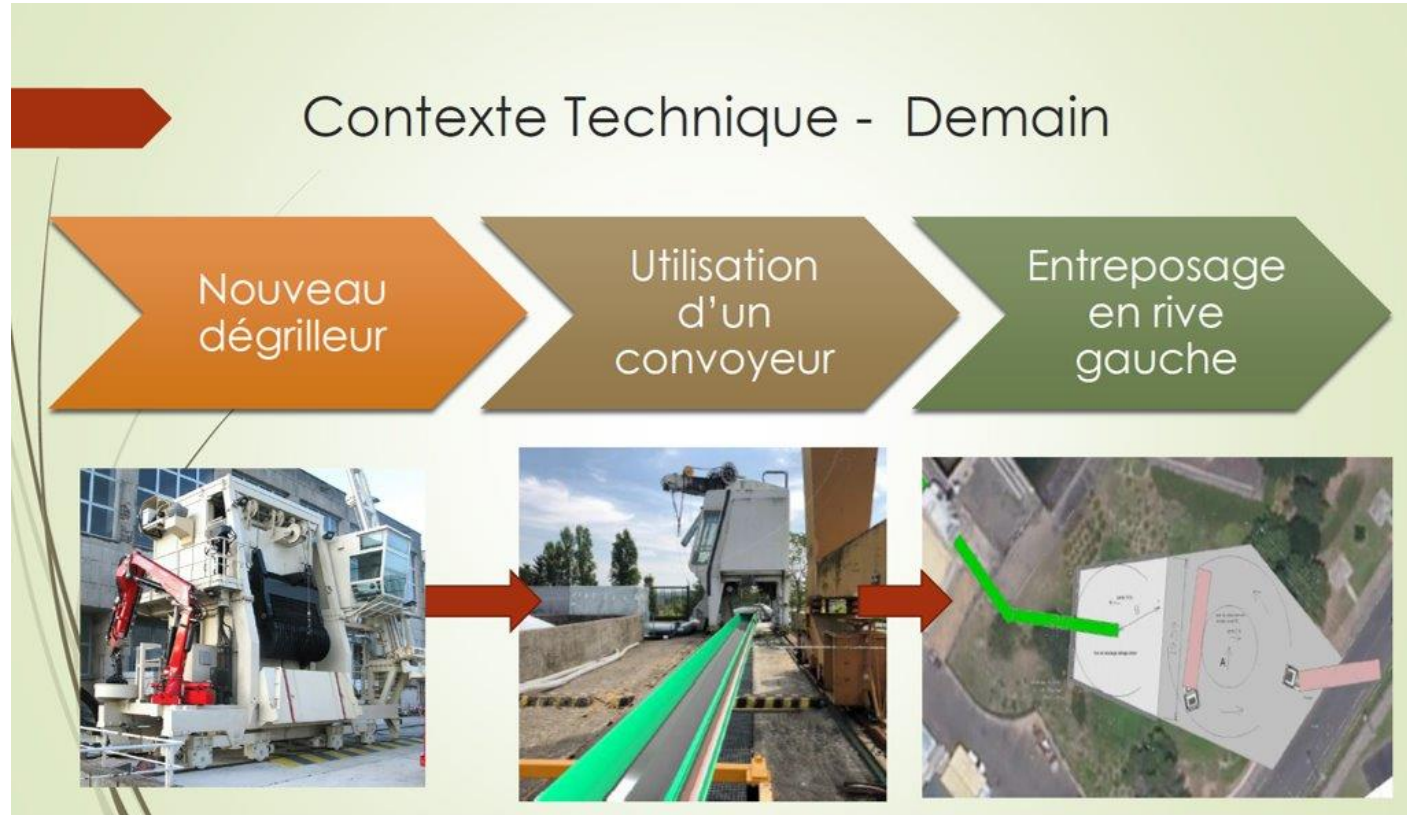 Contexte Technique - Demain
Nouveau
dégrilleur
Utilisation
d'un
convoyeur
Entreposage
en rive
gauche
A